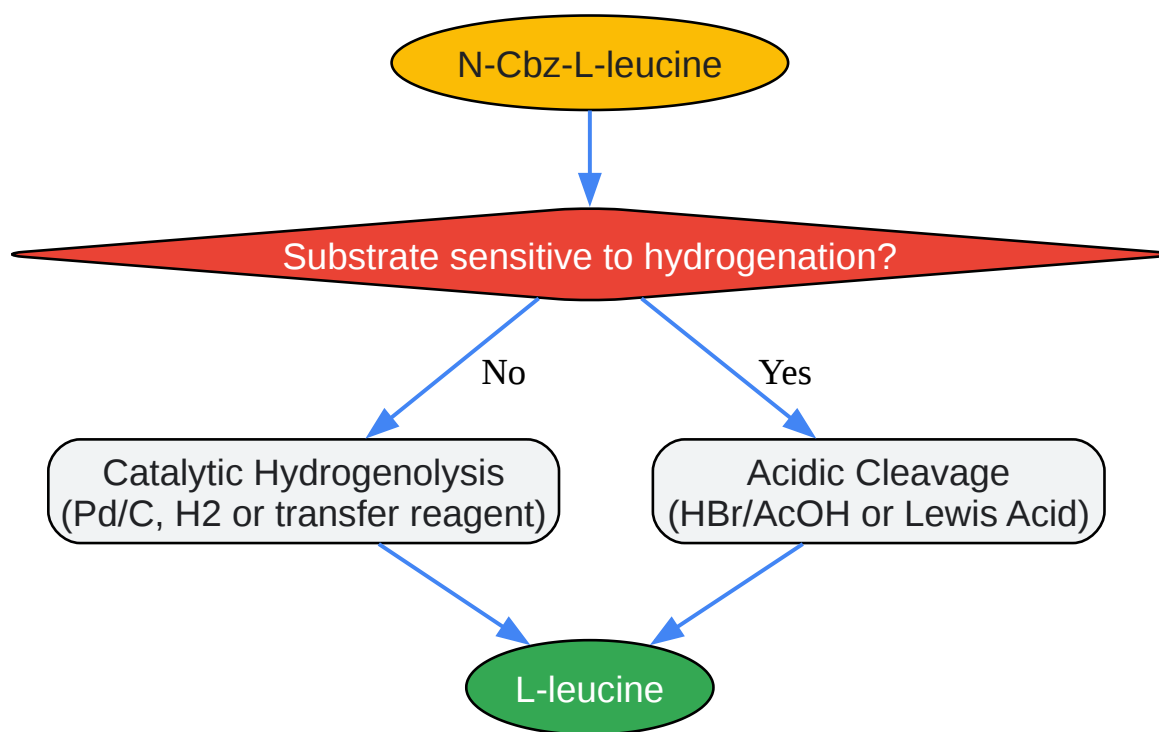 N-Cbz-L-leucine
Substrate sensitive to hydrogenation?
No
Yes
Catalytic Hydrogenolysis
(Pd/C, H2 or transfer reagent)
Acidic Cleavage
(HBr/AcOH or Lewis Acid)
L-leucine